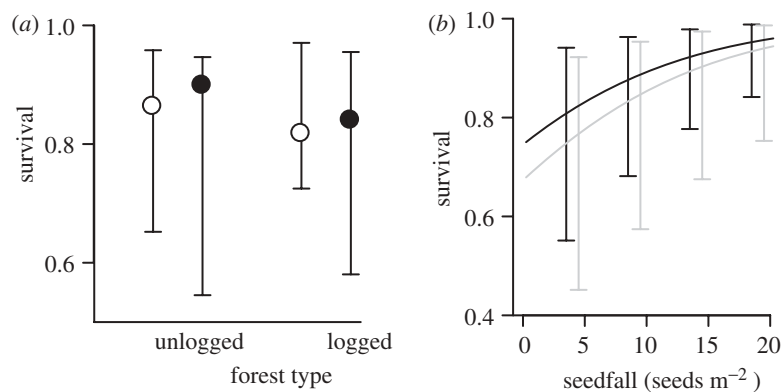 (a)
1.0
0.8
0.6
survival
unlogged
logged
forest type
(b)
1.0
0.8
0.6
0.4
survival
0
5
10
15
20
seedfall (seeds m⁻²)